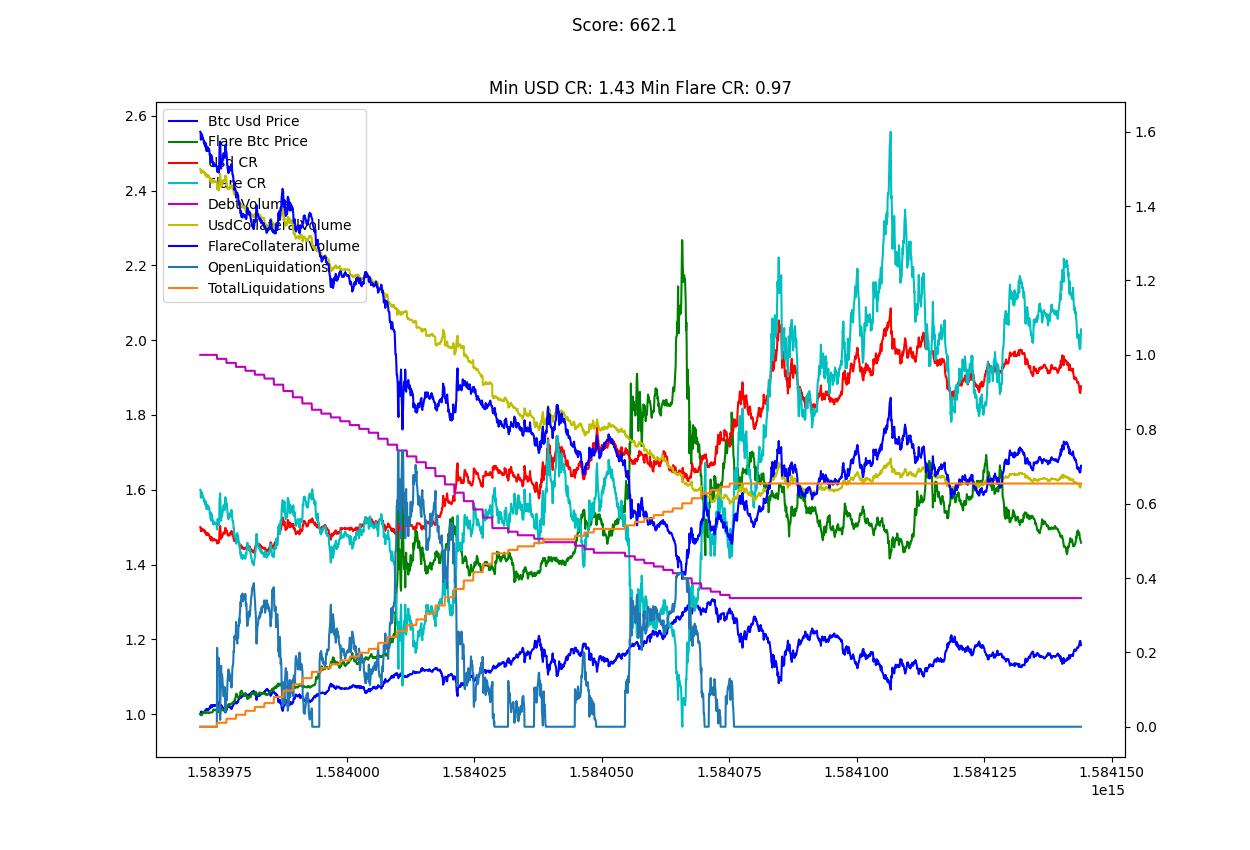 Score: 662.1
Min USD CR: 1.43 Min Flare CR: 0.97
Btc Usd Price
Flare Btc Price
Usd CR
Flare CR
DebtVolume
UsdCollateralVolume
FlareCollateralVolume
OpenLiquidations
TotalLiquidations
2.6
2.4
2.2
2.0
1.8
1.6
1.4
1.2
1.0
1.6
1.4
1.2
1.0
0.8
0.6
0.4
0.2
0.0
1.583975 1.584000 1.584025 1.584050 1.584075 1.584100 1.584125 1.584150
1e15